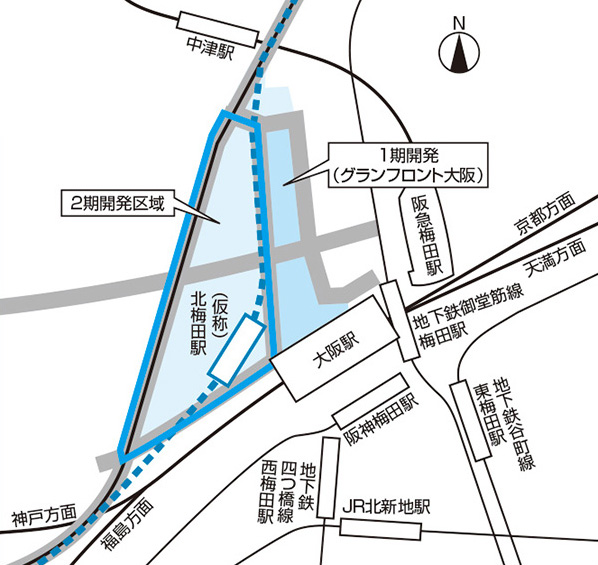 N
中津駅
1期開発
(グランフロント大阪)
2期開発区域
阪急梅田駅
京都方面
天満方面
(仮称)
北梅田駅
地下鉄御堂筋線
梅田駅
大阪駅
阪神梅田駅
地下鉄谷町線
東梅田駅
地下鉄
四つ橋線
西梅田駅
JR北新地駅
神戸方面
福島方面